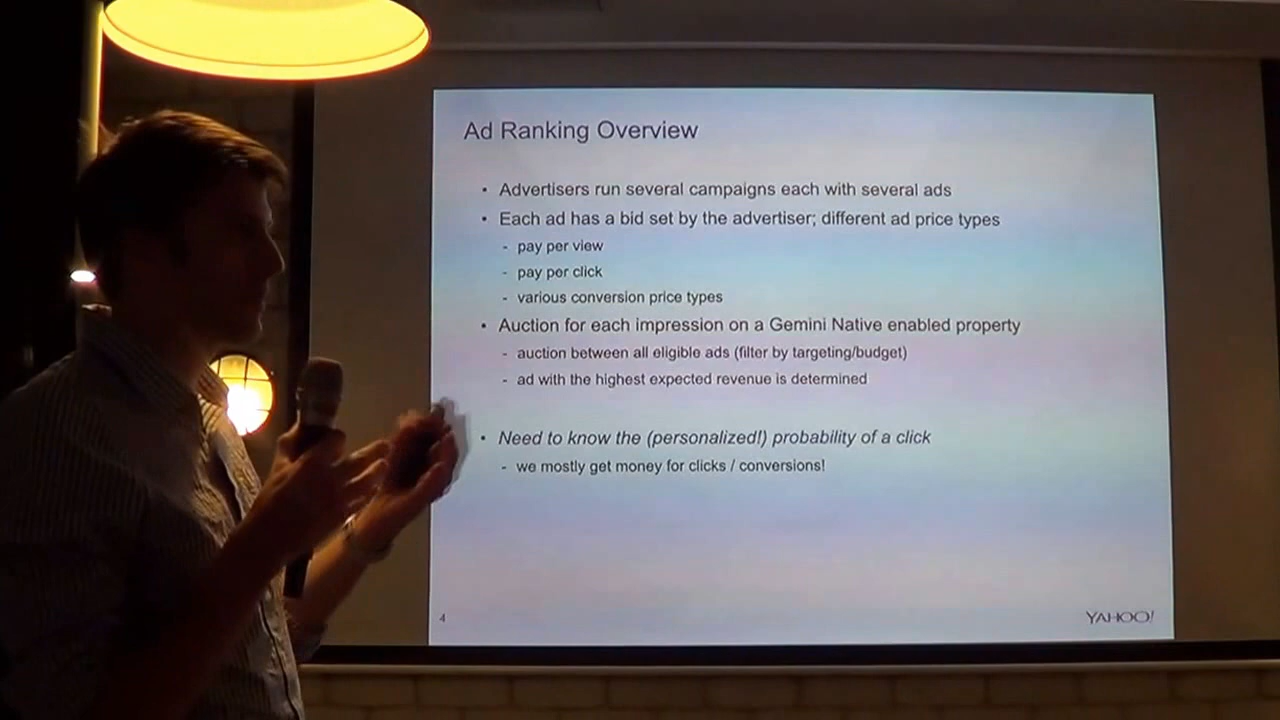 Ad Ranking Overview
• Advertisers run several campaigns each with several ads
• Each ad has a bid set by the advertiser; different ad price types
- pay per view
- pay per click
- various conversion price types
• Auction for each impression on a Gemini Native enabled property
- auction between all eligible ads (filter by targeting/budget)
- ad with the highest expected revenue is determined
• Need to know the (personalized!) probability of a click
- we mostly get money for clicks / conversions!
4
YAHOO!